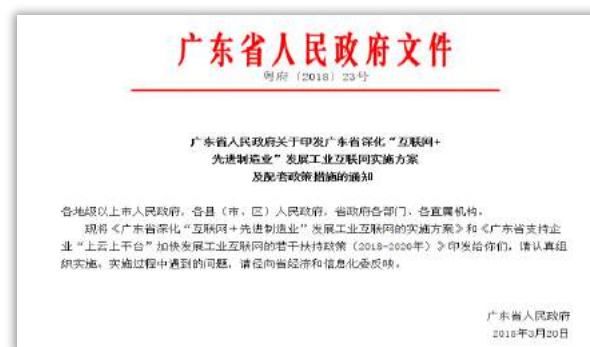 广东省人民政府文件
粤府〔2018〕23号
广东省人民政府关于印发广东省深化“互联网+
先进制造业”发展工业互联网实施方案
及配套政策措施的通知
各地级以上市人民政府，各县（市、区）人民政府，省政府各部门、各直属机构：
现将《广东省深化“互联网+先进制造业”发展工业互联网的实施方案》和《广东省支持企
业“上云上平台”加快发展工业互联网的若干扶持政策（2018-2020年）》印发给你们，请认真组
织实施。实施过程中遇到的问题，请径向省经济和信息化委反映。
广东省人民政府
2018年3月20日